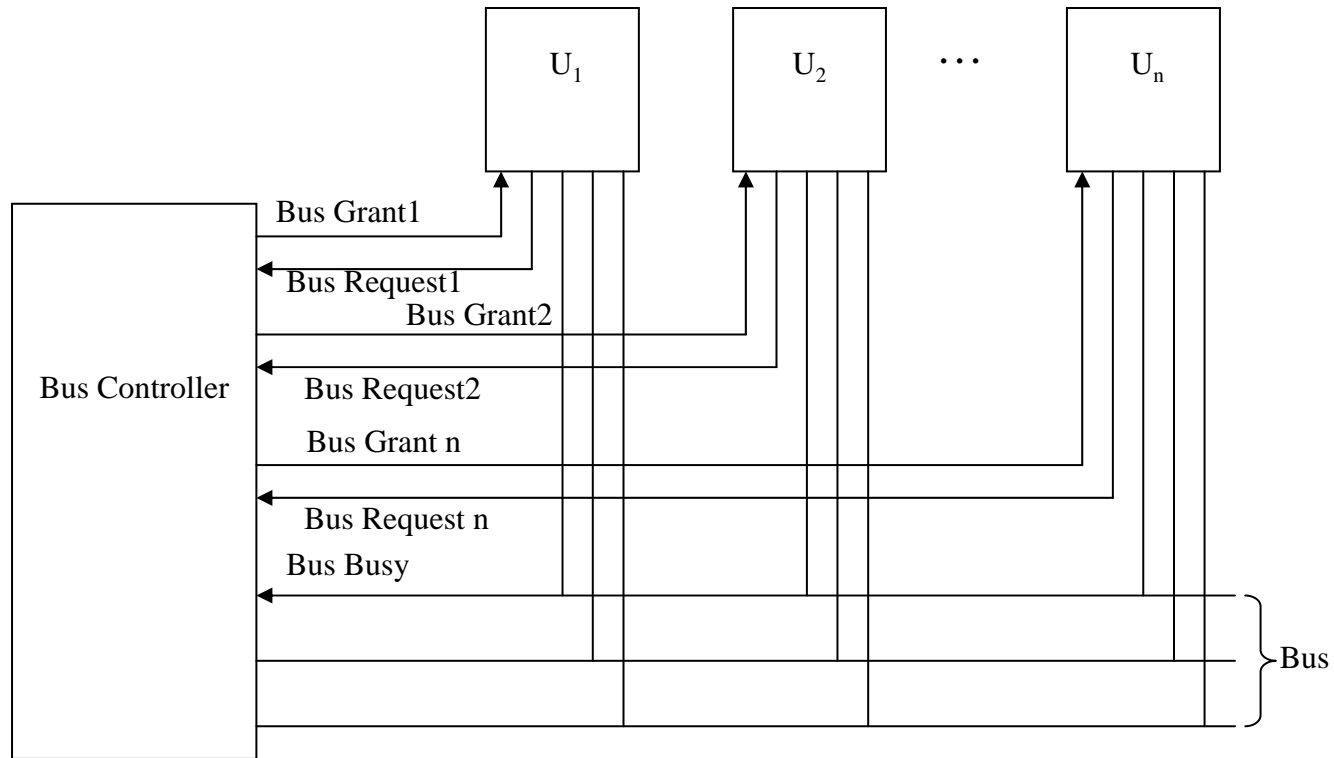 U₁
U₂
...
Uₙ
Bus Grant1
Bus Request1
Bus Grant2
Bus Request2
Bus Controller
Bus Grant n
Bus Request n
Bus Busy
Bus